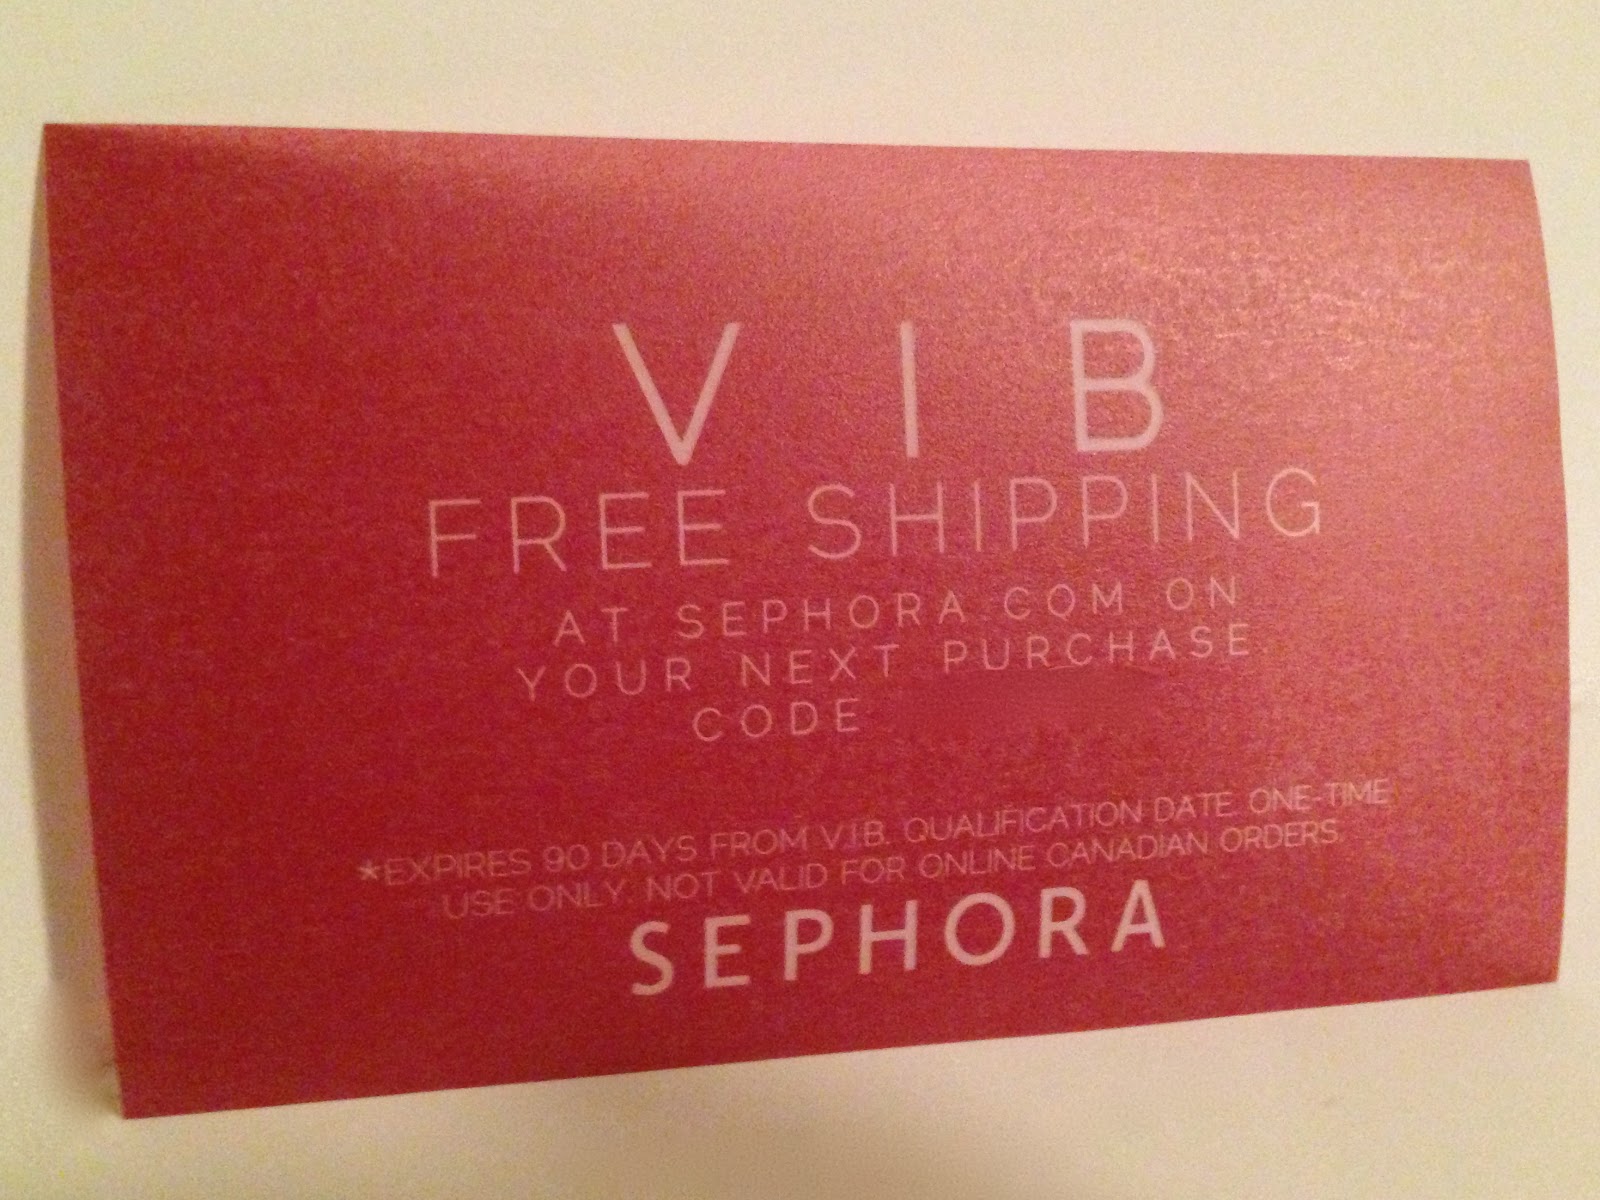 V I B
FREE SHIPPING
AT SEPHORA.COM ON
YOUR NEXT PURCHASE.
CODE
*EXPIRES 90 DAYS FROM V.I.B. QUALIFICATION DATE. ONE-TIME
USE ONLY. NOT VALID FOR ONLINE CANADIAN ORDERS.
SEPHORA